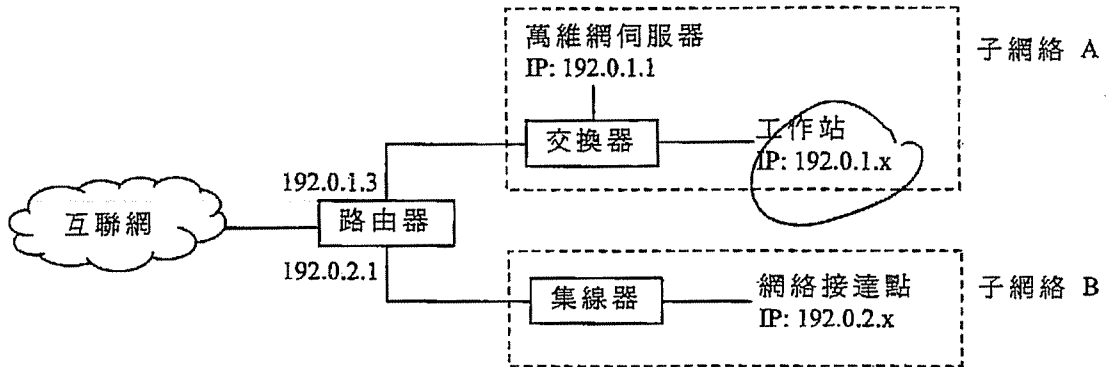 萬維網伺服器
IP: 192.0.1.1
子網絡 A
交換器
工作站
IP: 192.0.1.x
192.0.1.3
互聯網
路由器
192.0.2.1
集線器
網絡接達點
IP: 192.0.2.x
子網絡 B